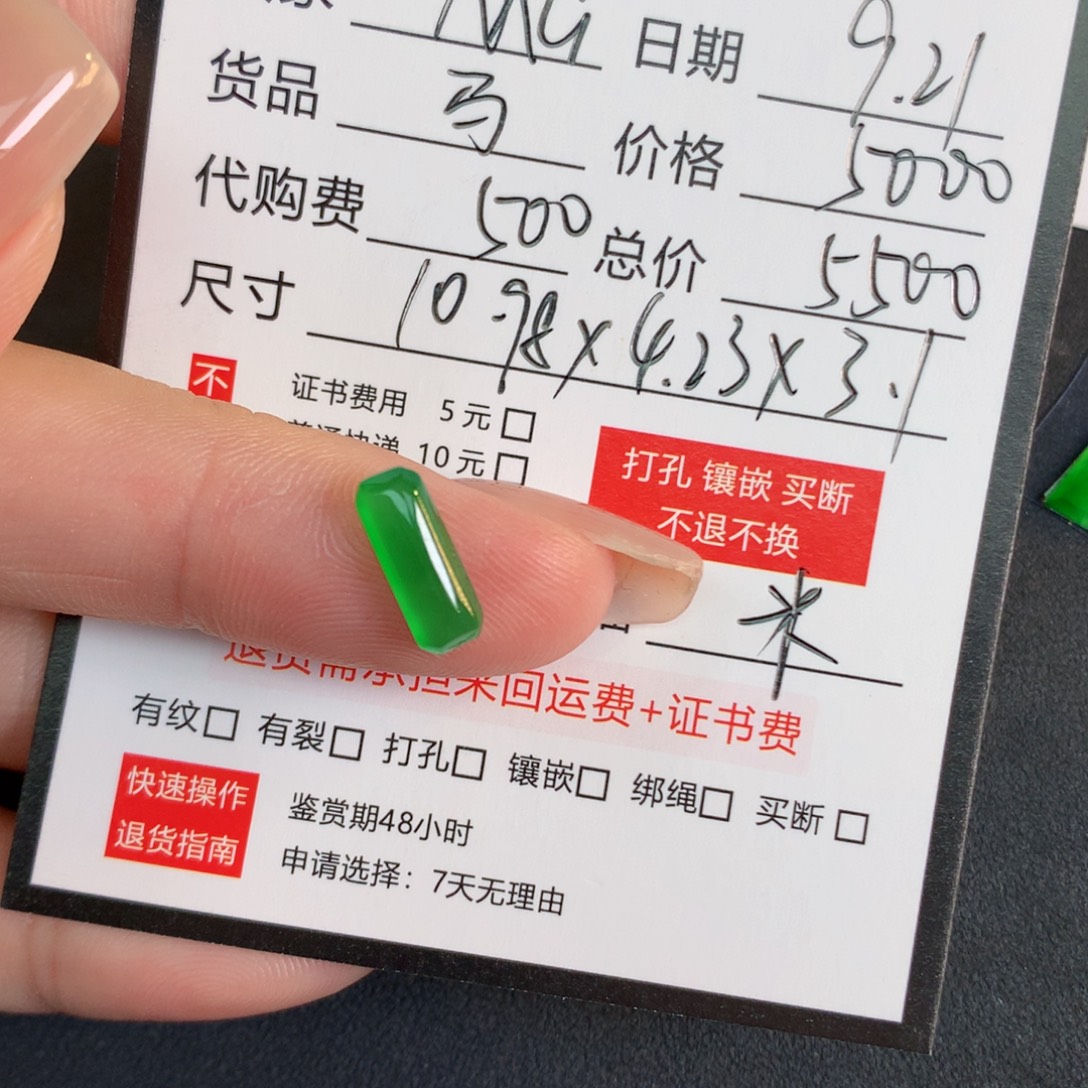 日期 9.21
货品 马 价格 5000
代购费 500 总价 5500
尺寸 10.98×4.23×3.1
不
证书费用 5元□
10元□
打孔 镶嵌 买断
不退不换
米
退货需承担来回运费+证书费
有纹□ 有裂□ 打孔□ 镶嵌□ 绑绳□ 买断□
快速操作
退货指南
鉴赏期48小时
申请选择：7天无理由